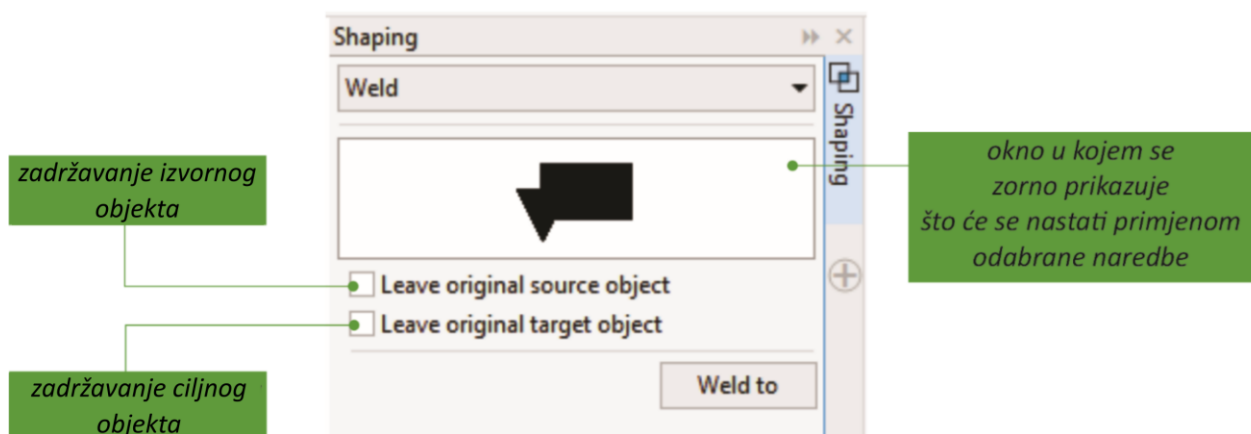 Shaping
Weld
Shaping
zadržavanje izvornog
objekta
okno u kojem se
zorno prikazuje
što će se nastati primjenom
odabrane naredbe
Leave original source object
Leave original target object
zadržavanje ciljnog
objekta
Weld to